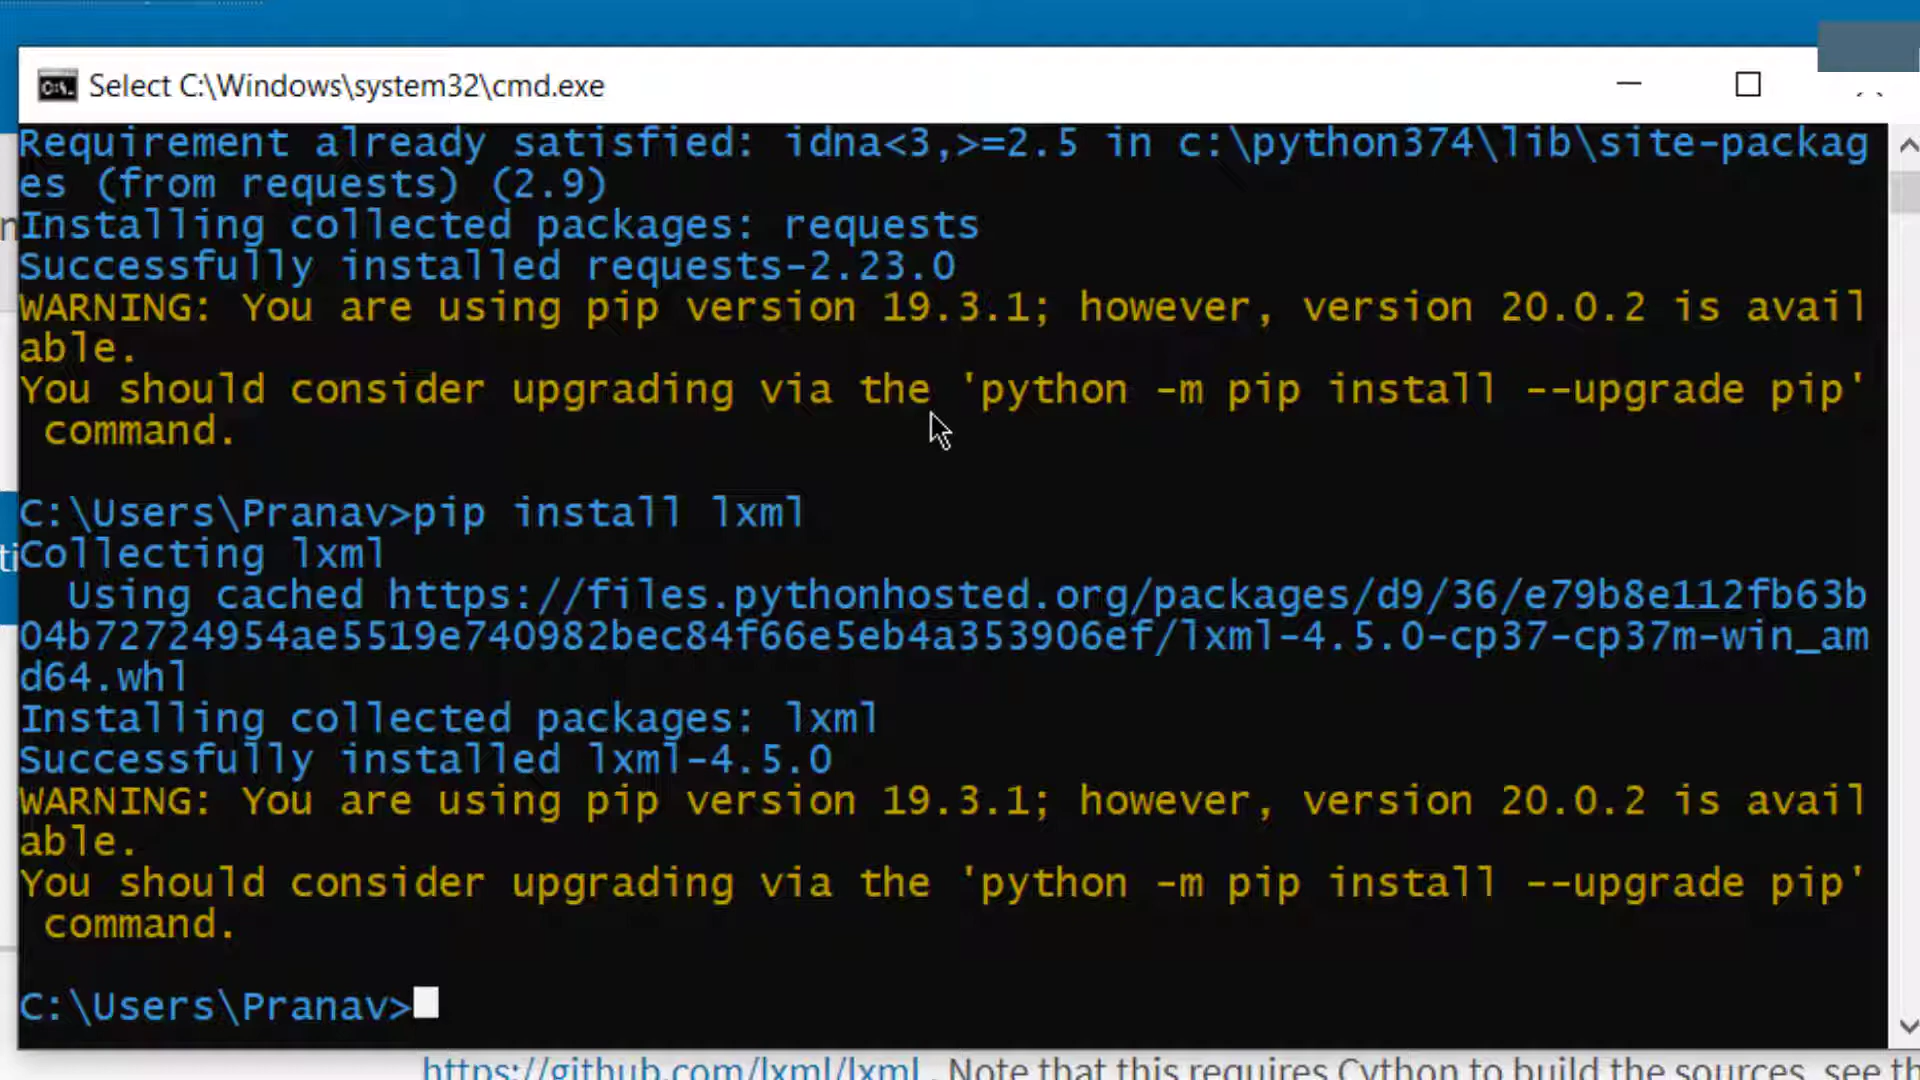 Select C:\Windows\system32\cmd.exe
Requirement already satisfied: idna<3,>=2.5 in c:\python374\lib\site-packag
es (from requests) (2.9)
Installing collected packages: requests
Successfully installed requests-2.23.0
WARNING: You are using pip version 19.3.1; however, version 20.0.2 is avail
able.
You should consider upgrading via the 'python -m pip install --upgrade pip'
 command.
C:\Users\Pranav>pip install lxml
Collecting lxml
  Using cached https://files.pythonhosted.org/packages/d9/36/e79b8e112fb63b
04b72724954ae5519e740982bec84f66e5eb4a353906ef/lxml-4.5.0-cp37-cp37m-win_am
d64.whl
Installing collected packages: lxml
Successfully installed lxml-4.5.0
WARNING: You are using pip version 19.3.1; however, version 20.0.2 is avail
able.
You should consider upgrading via the 'python -m pip install --upgrade pip'
 command.
C:\Users\Pranav>
https://github.com/lxml/lxml . Note that this requires Cython to build the sources, see th